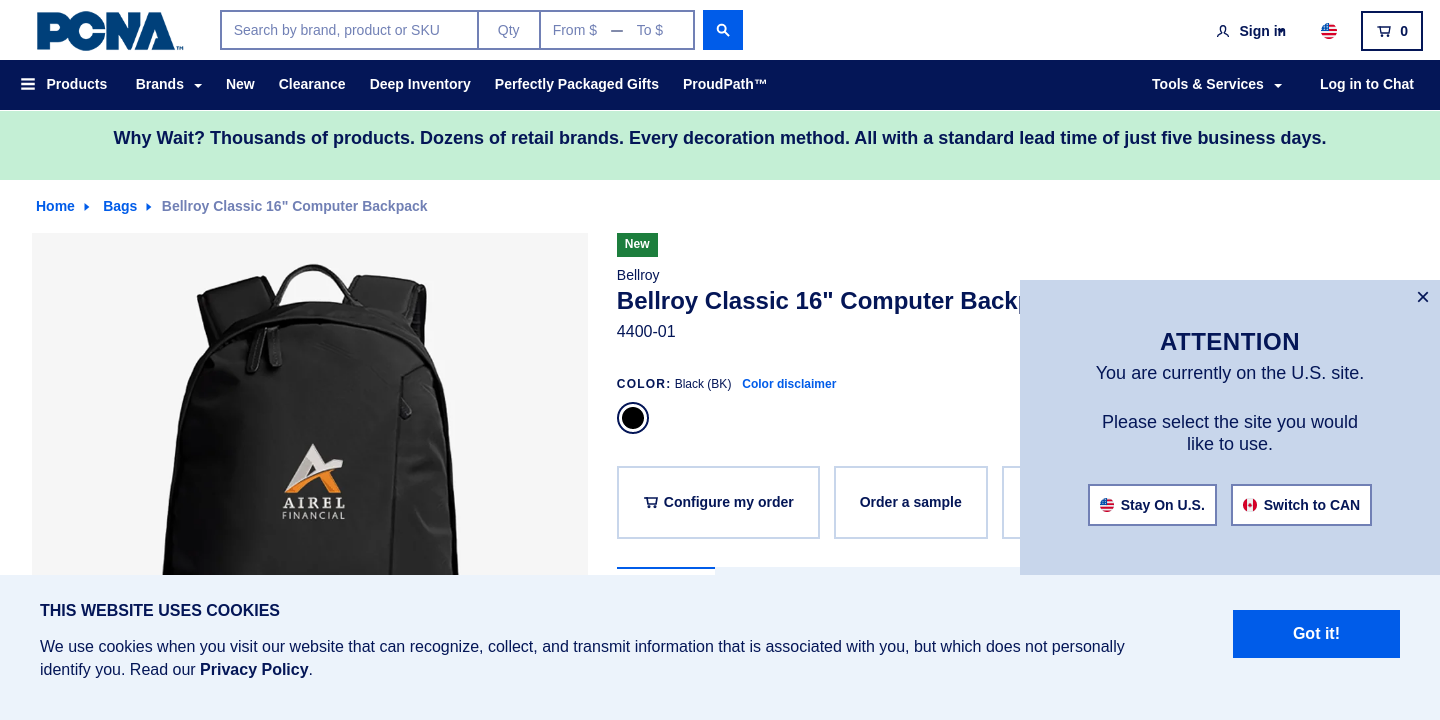 PCNA™
Search by brand, product or SKU
Qty
From $ — To $
Sign in
0
Products
Brands
New
Clearance
Deep Inventory
Perfectly Packaged Gifts
ProudPath™
Tools & Services
Log in to Chat
Why Wait? Thousands of products. Dozens of retail brands. Every decoration method. All with a standard lead time of just five business days.
Home
Bags
Bellroy Classic 16" Computer Backpack
AIREL
FINANCIAL
New
Bellroy
Bellroy Classic 16" Computer
4400-01
COLOR: Black (BK) Color disclaimer
Configure my order
Order a sample
×
ATTENTION
You are currently on the U.S. site.
Please select the site you would
like to use.
Stay On U.S.
Switch to CAN
THIS WEBSITE USES COOKIES
We use cookies when you visit our website that can recognize, collect, and transmit information that is associated with you, but which does not personally
identify you. Read our Privacy Policy.
Got it!